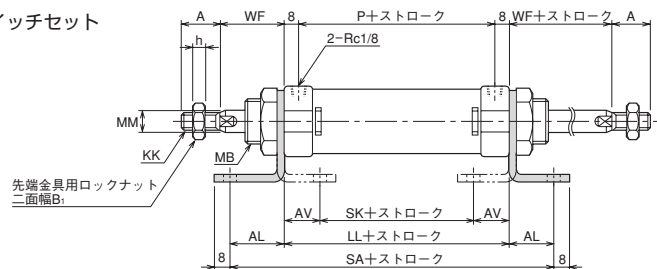 ッチセット
A WF 8 P+ストローク 8 WF+ストローク A
h
2-Rc1/8
MM
KK
MB
先端金具用ロックナット
二面幅B₁
AV SK+ストローク AV
AL LL+ストローク AL
8 SA+ストローク 8